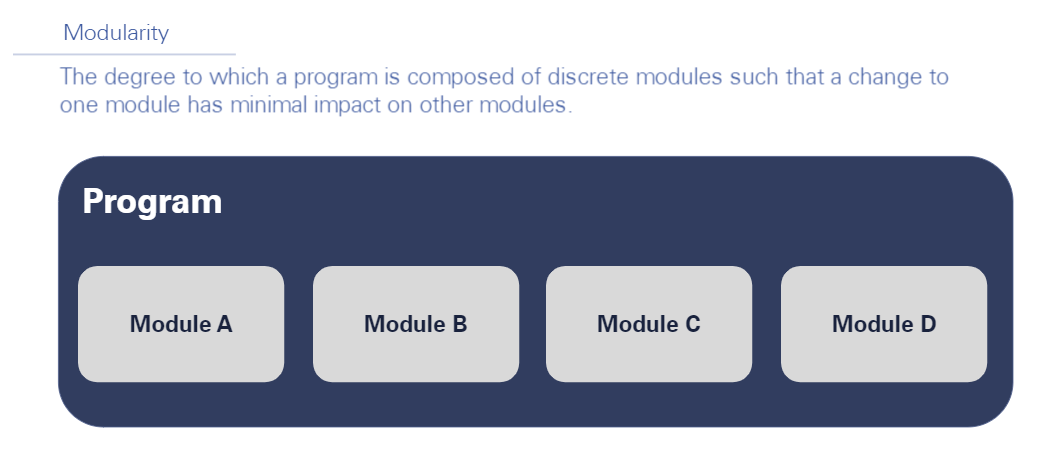 Modularity
The degree to which a program is composed of discrete modules such that a change to
one module has minimal impact on other modules.
Program
Module A
Module B
Module C
Module D